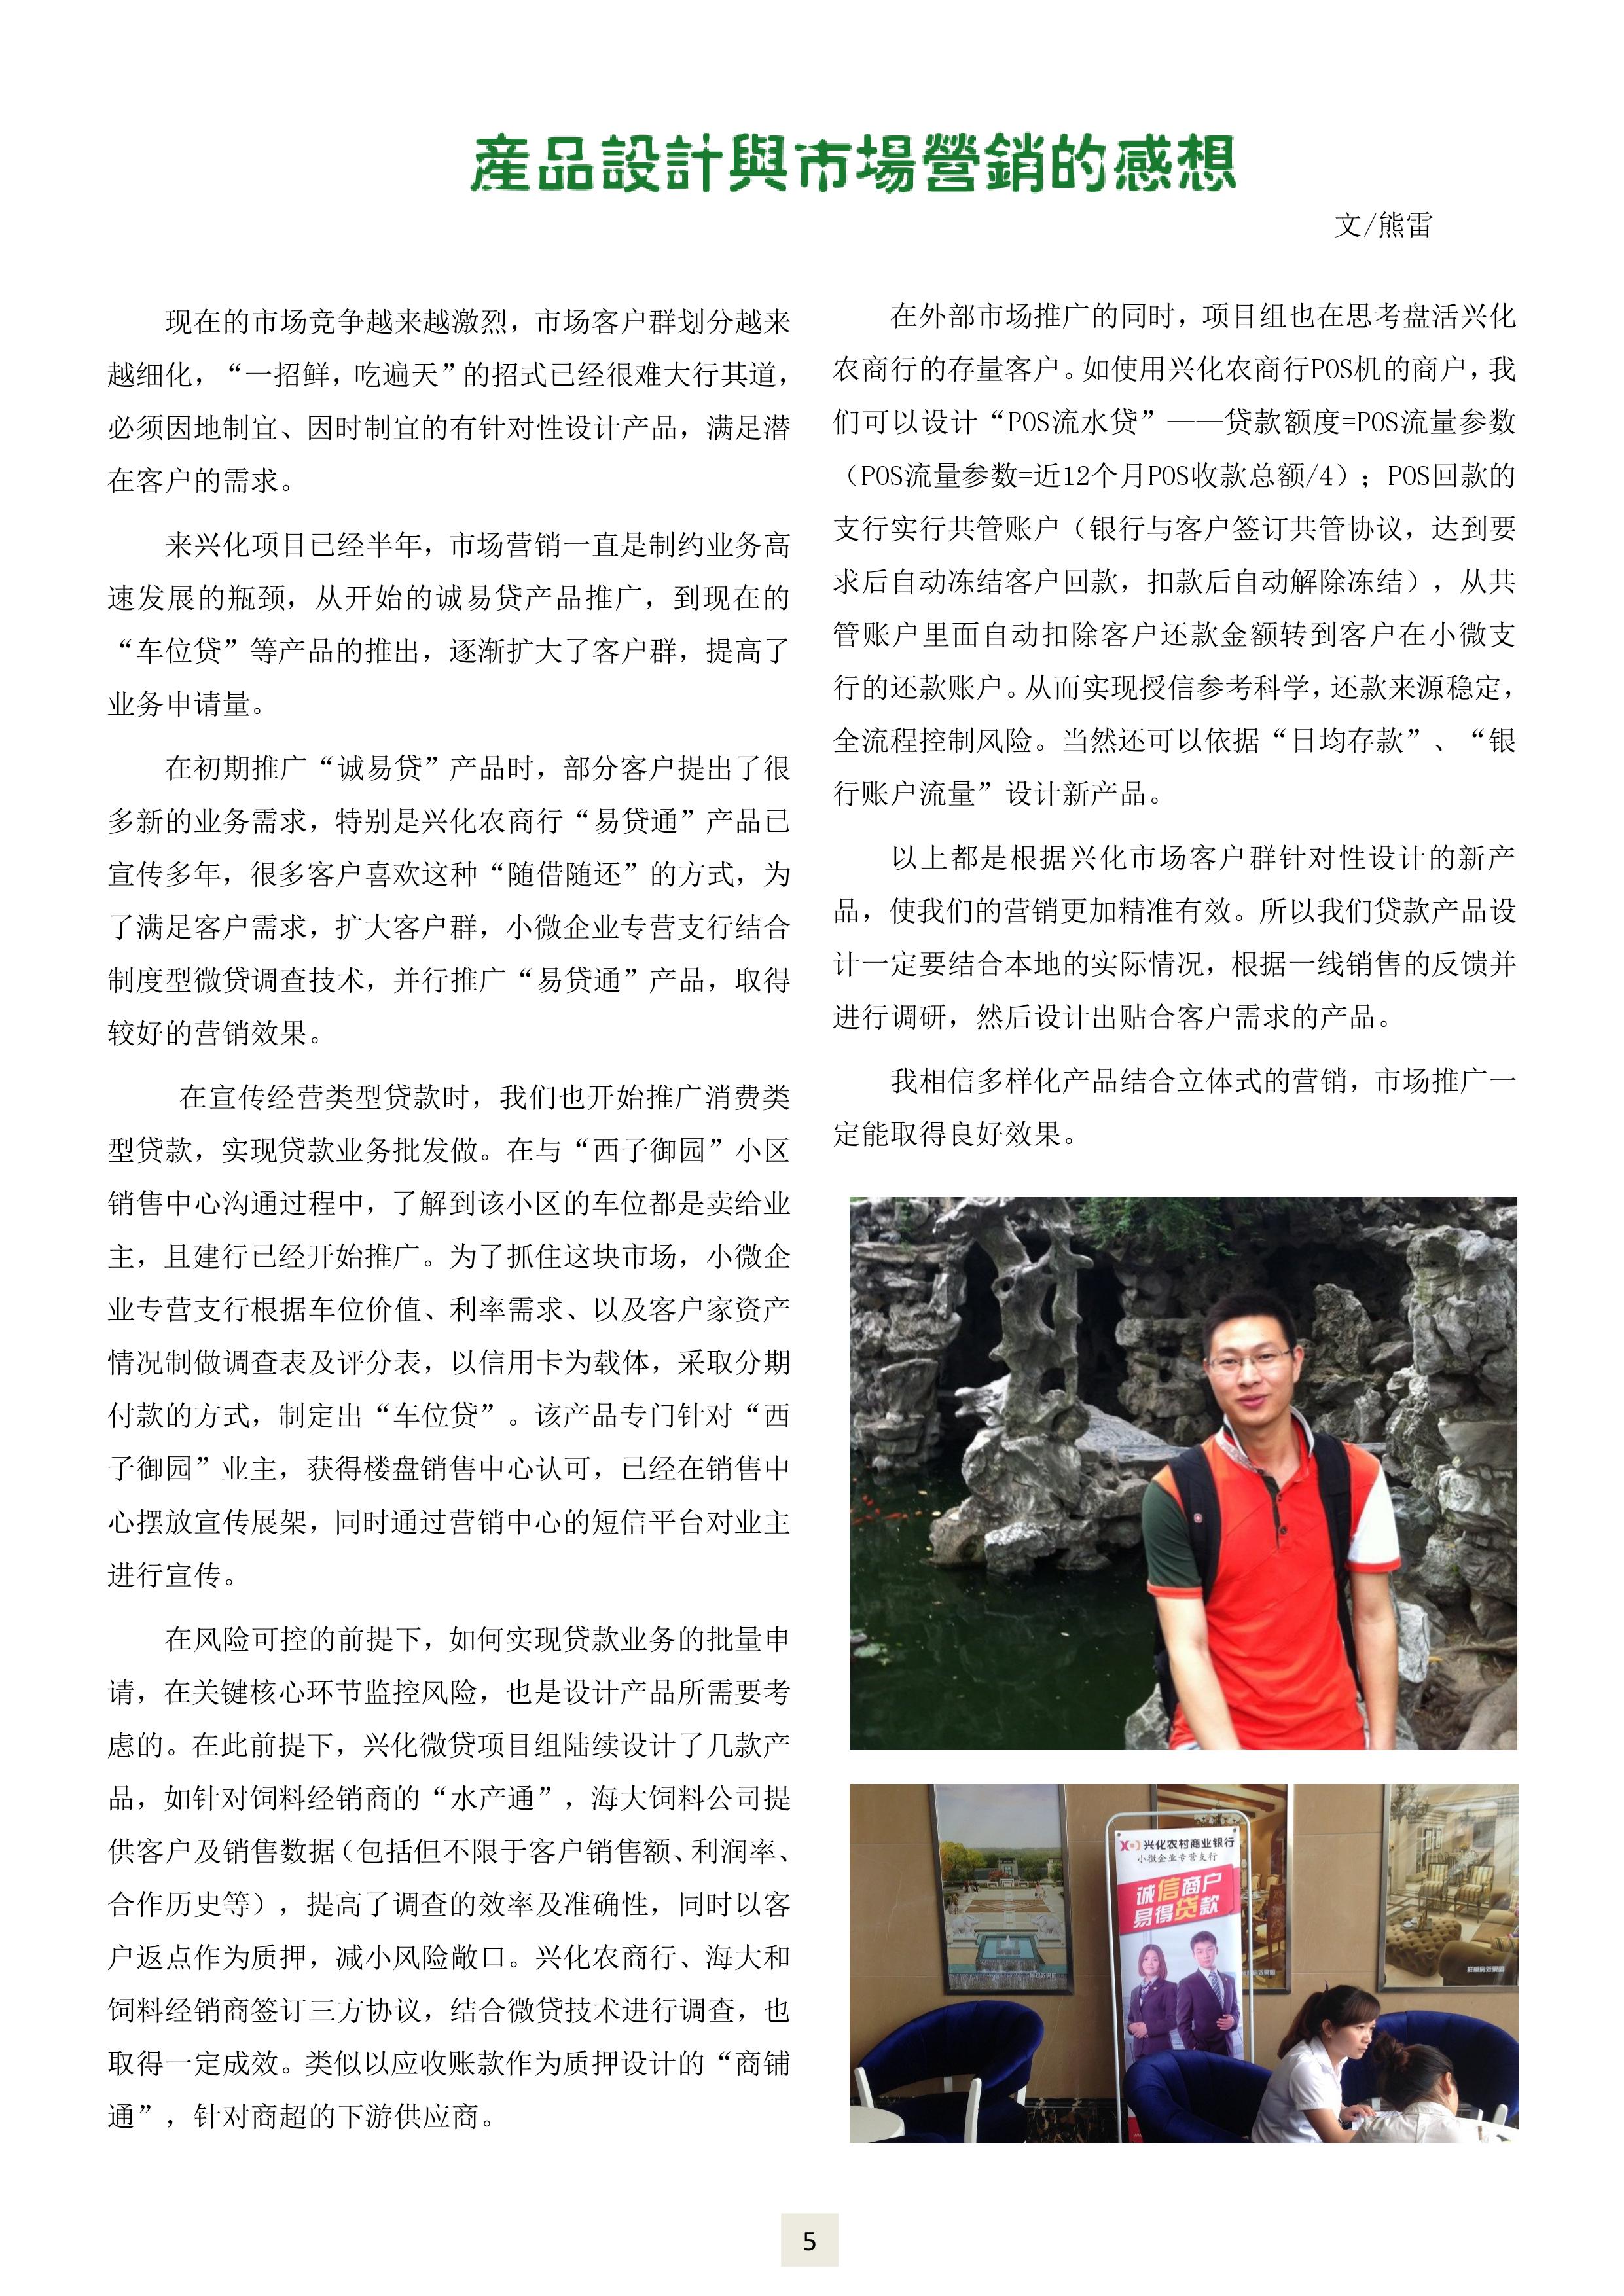 産品設計與市場營銷的感想
文/熊雷
现在的市场竞争越来越激烈，市场客户群划分越来
越细化，“一招鲜，吃遍天”的招式已经很难大行其道，
必须因地制宜、因时制宜的有针对性设计产品，满足潜
在客户的需求。
来兴化项目已经半年，市场营销一直是制约业务高
速发展的瓶颈，从开始的诚易贷产品推广，到现在的
“车位贷”等产品的推出，逐渐扩大了客户群，提高了
业务申请量。
在初期推广“诚易贷”产品时，部分客户提出了很
多新的业务需求，特别是兴化农商行“易贷通”产品已
宣传多年，很多客户喜欢这种“随借随还”的方式，为
了满足客户需求，扩大客户群，小微企业专营支行结合
制度型微贷调查技术，并行推广“易贷通”产品，取得
较好的营销效果。
在宣传经营类型贷款时，我们也开始推广消费类
型贷款，实现贷款业务批发做。在与“西子御园”小区
销售中心沟通过程中，了解到该小区的车位都是卖给业
主，且建行已经开始推广。为了抓住这块市场，小微企
业专营支行根据车位价值、利率需求、以及客户家资产
情况制做调查表及评分表，以信用卡为载体，采取分期
付款的方式，制定出“车位贷”。该产品专门针对“西
子御园”业主，获得楼盘销售中心认可，已经在销售中
心摆放宣传展架，同时通过营销中心的短信平台对业主
进行宣传。
在风险可控的前提下，如何实现贷款业务的批量申
请，在关键核心环节监控风险，也是设计产品所需要考
虑的。在此前提下，兴化微贷项目组陆续设计了几款产
品，如针对饲料经销商的“水产通”，海大饲料公司提
供客户及销售数据（包括但不限于客户销售额、利润率、
合作历史等），提高了调查的效率及准确性，同时以客
户返点作为质押，减小风险敞口。兴化农商行、海大和
饲料经销商签订三方协议，结合微贷技术进行调查，也
取得一定成效。类似以应收账款作为质押设计的“商铺
通”，针对商超的下游供应商。
在外部市场推广的同时，项目组也在思考盘活兴化
农商行的存量客户。如使用兴化农商行POS机的商户，我
们可以设计“POS流水贷”——贷款额度=POS流量参数
（POS流量参数=近12个月POS收款总额/4）；POS回款的
支行实行共管账户（银行与客户签订共管协议，达到要
求后自动冻结客户回款，扣款后自动解除冻结），从共
管账户里面自动扣除客户还款金额转到客户在小微支
行的还款账户。从而实现授信参考科学，还款来源稳定，
全流程控制风险。当然还可以依据“日均存款”、“银
行账户流量”设计新产品。
以上都是根据兴化市场客户群针对性设计的新产
品，使我们的营销更加精准有效。所以我们贷款产品设
计一定要结合本地的实际情况，根据一线销售的反馈并
进行调研，然后设计出贴合客户需求的产品。
我相信多样化产品结合立体式的营销，市场推广一
定能取得良好效果。
兴化农村商业银行
小微企业专营支行
诚信商户
易得贷款
5